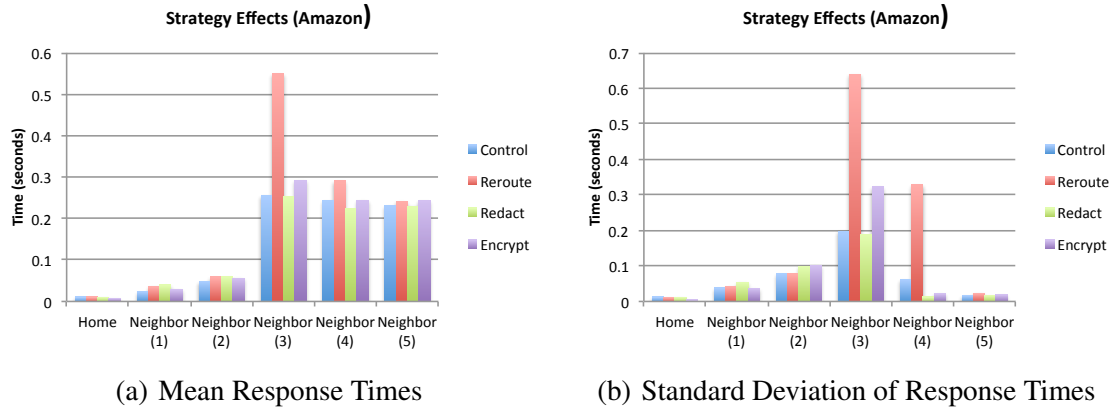 Strategy Effects (Amazon)
0.6
0.5
0.4
0.3
0.2
0.1
0
Time (seconds)
Home
Neighbor (1)
Neighbor (2)
Neighbor (3)
Neighbor (4)
Neighbor (5)
Control
Reroute
Redact
Encrypt
(a) Mean Response Times
Strategy Effects (Amazon)
0.7
0.6
0.5
0.4
0.3
0.2
0.1
0
Time (seconds)
Home
Neighbor (1)
Neighbor (2)
Neighbor (3)
Neighbor (4)
Neighbor (5)
Control
Reroute
Redact
Encrypt
(b) Standard Deviation of Response Times